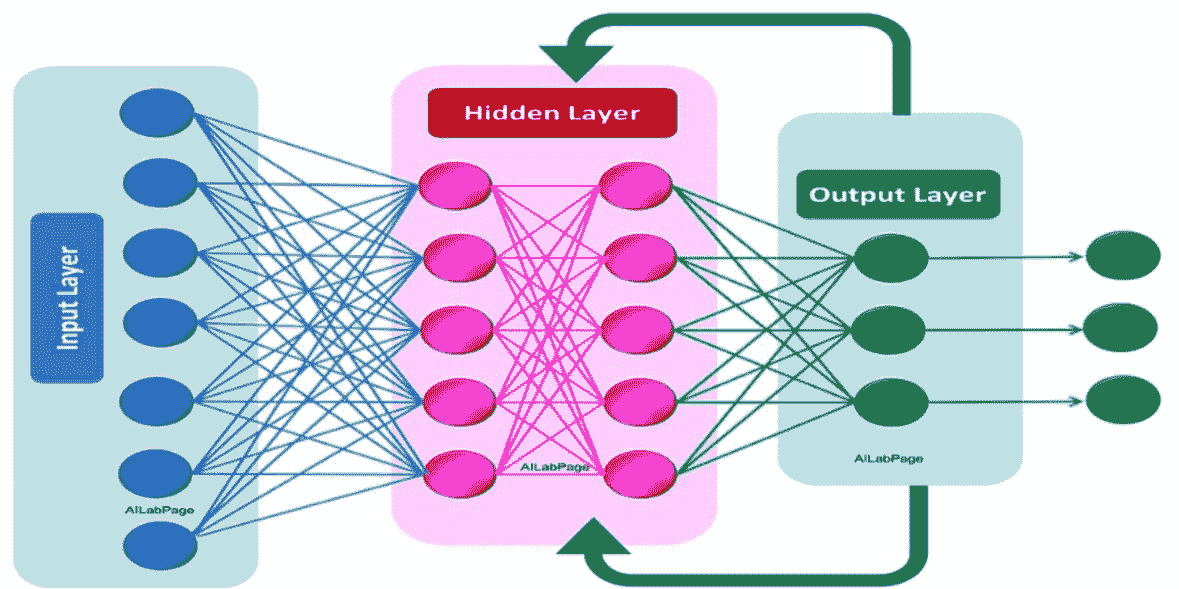 Input Layer
AILabPage
Hidden Layer
AILabPage
Output Layer
AILabPage